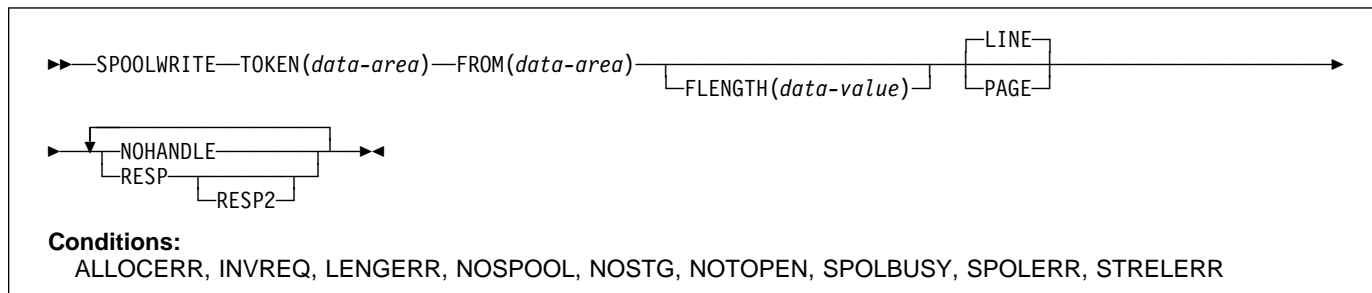 LINE
SPOOLWRITE TOKEN(data-area) FROM(data-area)
FLENGTH(data-value) PAGE
NOHANDLE
RESP
RESP2
Conditions:
ALLOCERR, INVREQ, LENGERR, NOSPOOL, NOSTG, NOTOPEN, SPOLBUSY, SPOLERR, STRELERR